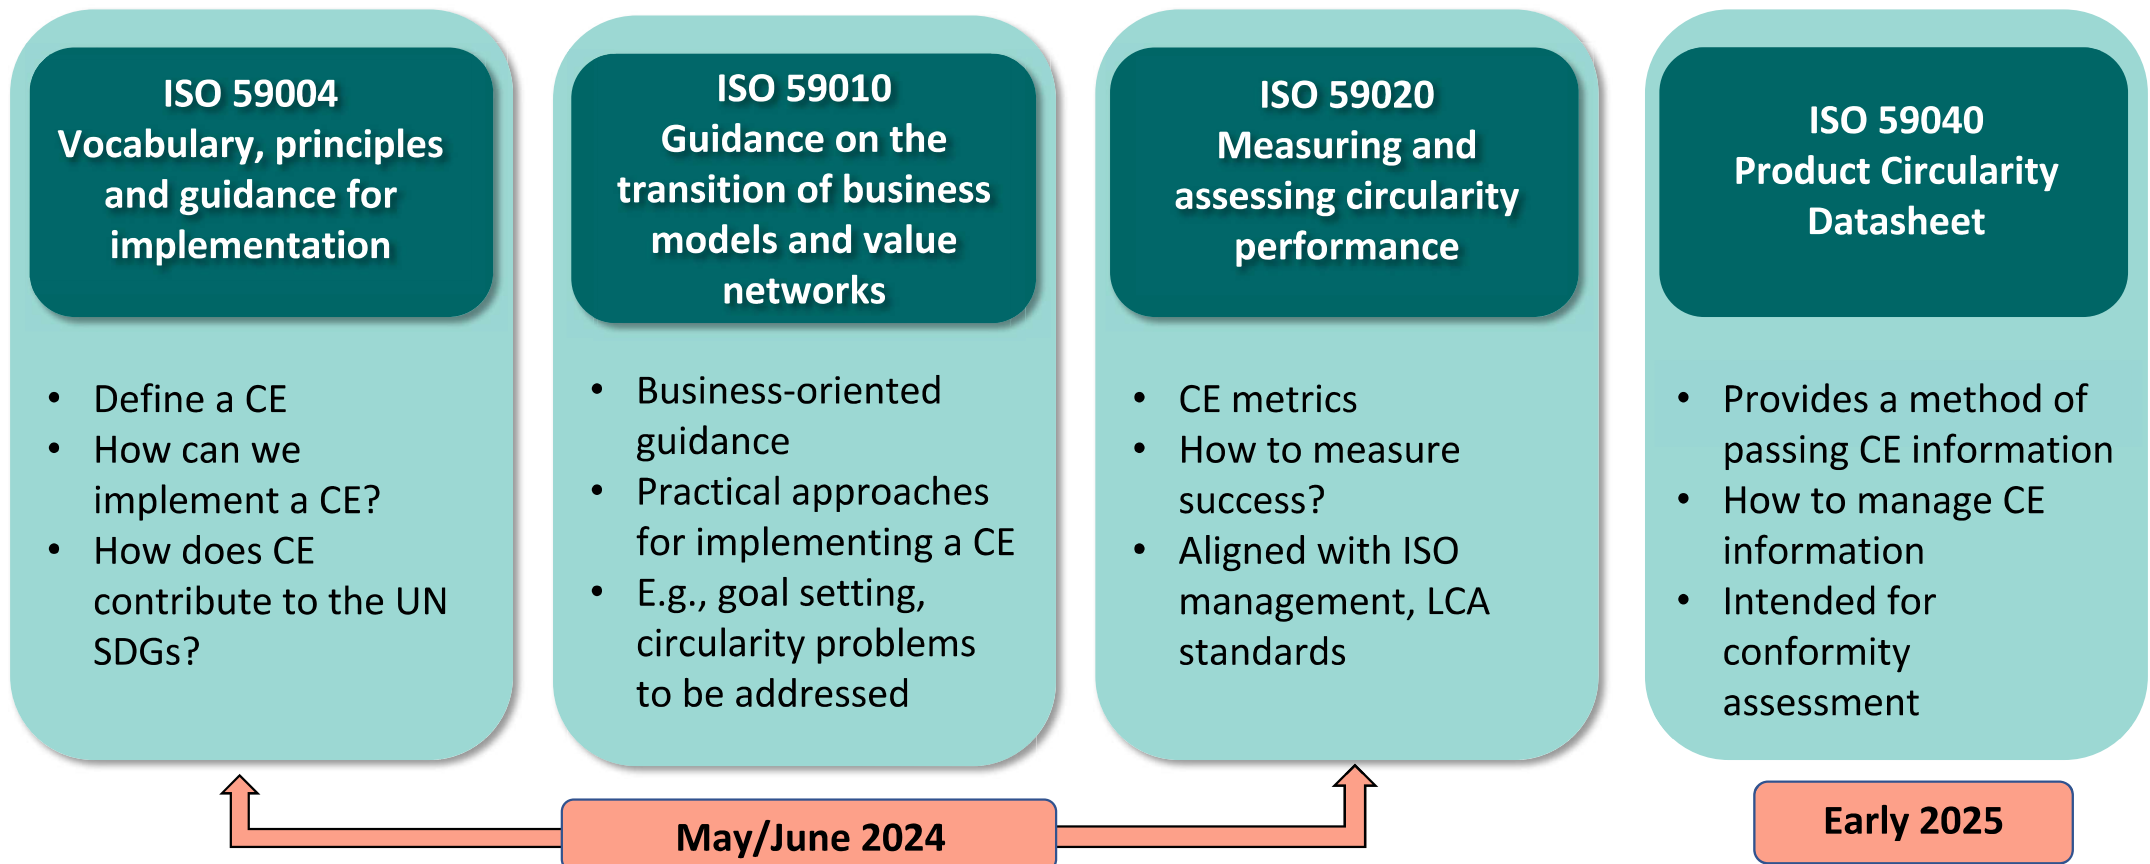 ISO 59004
Vocabulary, principles
and guidance for
implementation
• Define a CE
• How can we
implement a CE?
• How does CE
contribute to the UN
SDGs?
ISO 59010
Guidance on the
transition of business
models and value
networks
• Business-oriented
guidance
• Practical approaches
for implementing a CE
• E.g., goal setting,
circularity problems
to be addressed
ISO 59020
Measuring and
assessing circularity
performance
• CE metrics
• How to measure
success?
• Aligned with ISO
management, LCA
standards
ISO 59040
Product Circularity
Datasheet
• Provides a method of
passing CE information
• How to manage CE
information
• Intended for
conformity
assessment
May/June 2024
Early 2025